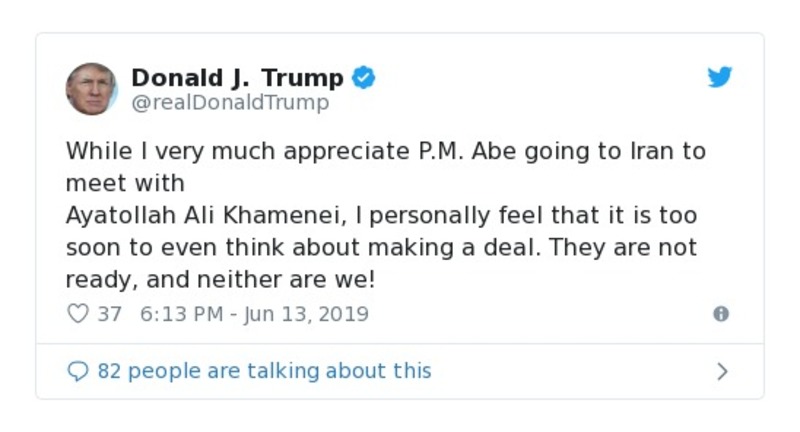 Donald J. Trump
@realDonaldTrump
While I very much appreciate P.M. Abe going to Iran to
meet with
Ayatollah Ali Khamenei, I personally feel that it is too
soon to even think about making a deal. They are not
ready, and neither are we!
37 6:13 PM - Jun 13, 2019
82 people are talking about this